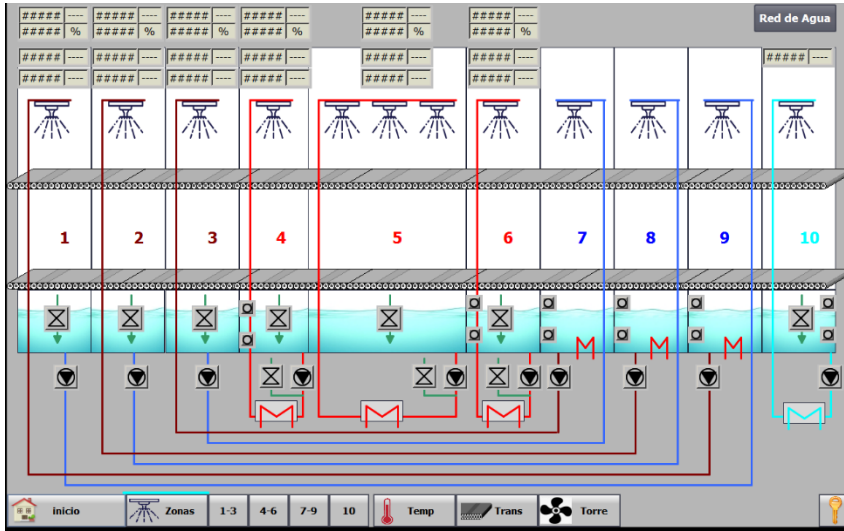 ##### ---- ##### ---- ##### ---- ##### ---- ##### ---- ##### ----
##### % ##### % ##### % ##### % ##### % ##### %
Red de Agua
##### ---- ##### ---- ##### ---- ##### ---- ##### ---- ##### ---- ##### ----
##### ---- ##### ---- ##### ---- ##### ---- ##### ---- ##### ----
1 2 3 4 5 6 7 8 9 10
inicio Zonas 1-3 4-6 7-9 10 Temp Trans Torre